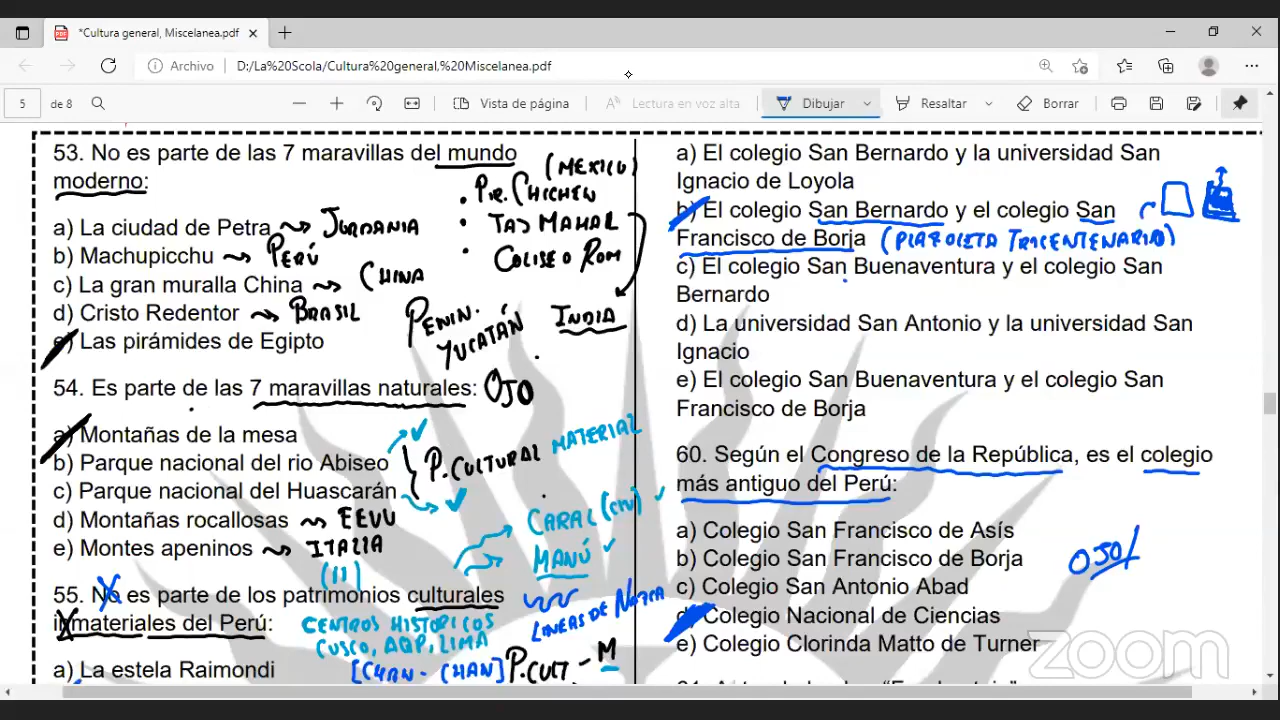 *Cultura general, Miscelanea.pdf
Archivo
D:/La%20Scola/Cultura%20general,%20Miscelanea.pdf
5 de 8
Vista de página
Lectura en voz alta
Dibujar
Resaltar
Borrar
53. No es parte de las 7 maravillas del mundo
moderno:
(MEXICO)
• PIR. CHICHEN
a) La ciudad de Petra JORDANIA
• TAJ MAHAL
b) Machupicchu PERÚ
• COLISEO ROM
c) La gran muralla China CHINA
d) Cristo Redentor BRASIL
PENIN. YUCATÁN
INDIA
e) Las pirámides de Egipto
54. Es parte de las 7 maravillas naturales: OJO
a) Montañas de la mesa
b) Parque nacional del rio Abiseo
P. CULTURAL MATERIAL
c) Parque nacional del Huascarán
d) Montañas rocallosas EEUU
CARAL (CIV)
e) Montes apeninos ITALIA
MANÚ
(11)
55. No es parte de los patrimonios culturales
inmateriales del Perú:
LINEAS DE NAZCA
CENTROS HISTÓRICOS
CUSCO, AQP, LIMA
a) La estela Raimondi
[CHAN - CHAN]
P. CULT - M
a) El colegio San Bernardo y la universidad San
Ignacio de Loyola
b) El colegio San Bernardo y el colegio San
Francisco de Borja (PLAZOLETA TRICENTENARIO)
c) El colegio San Buenaventura y el colegio San
Bernardo
d) La universidad San Antonio y la universidad San
Ignacio
e) El colegio San Buenaventura y el colegio San
Francisco de Borja
60. Según el Congreso de la República, es el colegio
más antiguo del Perú:
a) Colegio San Francisco de Asís
b) Colegio San Francisco de Borja
OJO/
c) Colegio San Antonio Abad
d) Colegio Nacional de Ciencias
e) Colegio Clorinda Matto de Turner
zoom